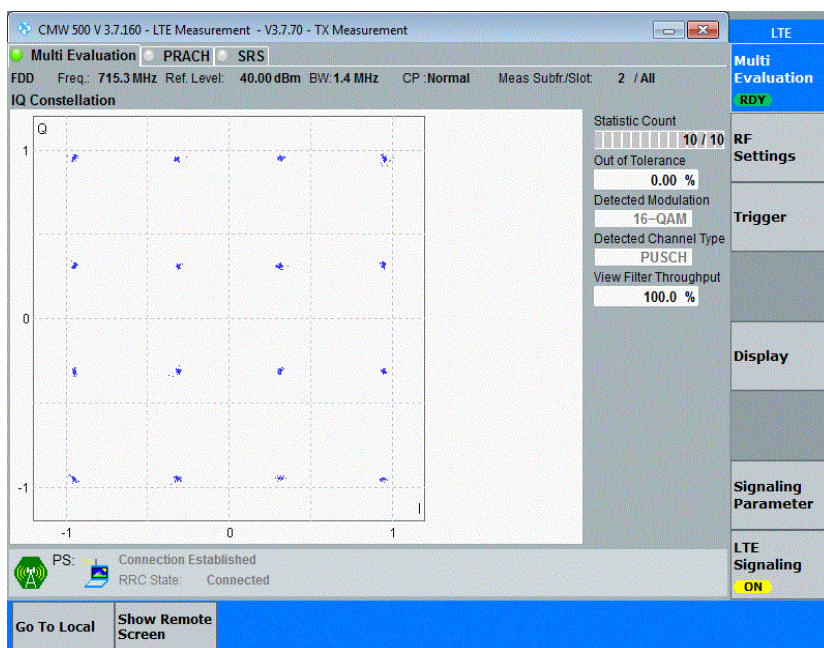 CMW 500 V 3.7.160 - LTE Measurement - V3.7.70 - TX Measurement
LTE
Multi Evaluation PRACH SRS
FDD Freq.: 715.3 MHz Ref. Level: 40.00 dBm BW: 1.4 MHz CP : Normal Meas Subfr./Slot: 2 / All
IQ Constellation
Q
1
0
-1
I
-1 0 1
Statistic Count
10 / 10
Out of Tolerance
0.00 %
Detected Modulation
16-QAM
Detected Channel Type
PUSCH
View Filter Throughput
100.0 %
Multi
Evaluation
RDY
RF
Settings
Trigger
Display
Signaling
Parameter
LTE
Signaling
ON
PS: Connection Established
RRC State: Connected
Go To Local
Show Remote
Screen